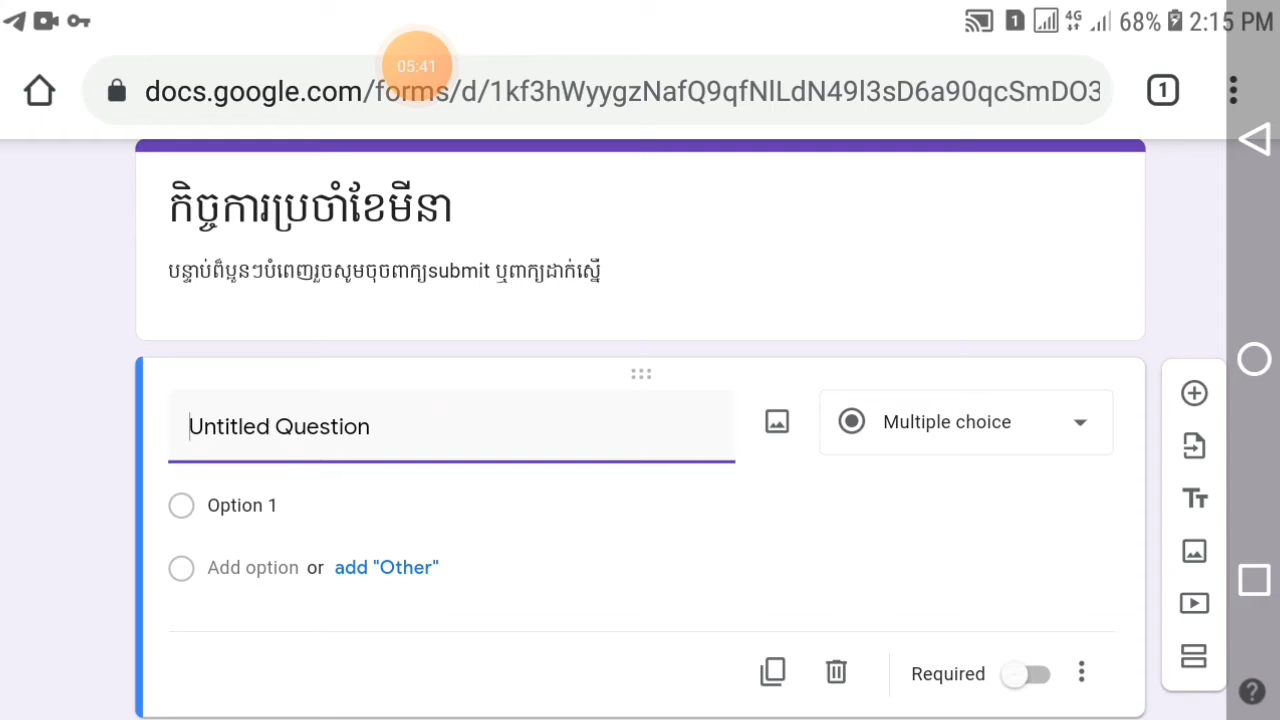 1 4G 68% 2:15 PM
05:41
docs.google.com/forms/d/1kf3hWyygzNafQ9qfNlLdN49l3sD6a90qcSmDO3
1
កិច្ចការប្រចាំខែមីនា
បន្ទាប់ពីប្អូនៗបំពេញរួចសូមចុចពាក្យsubmit ឬពាក្យដាក់ស្នើ
Untitled Question
Multiple choice
Option 1
Add option or add "Other"
Required